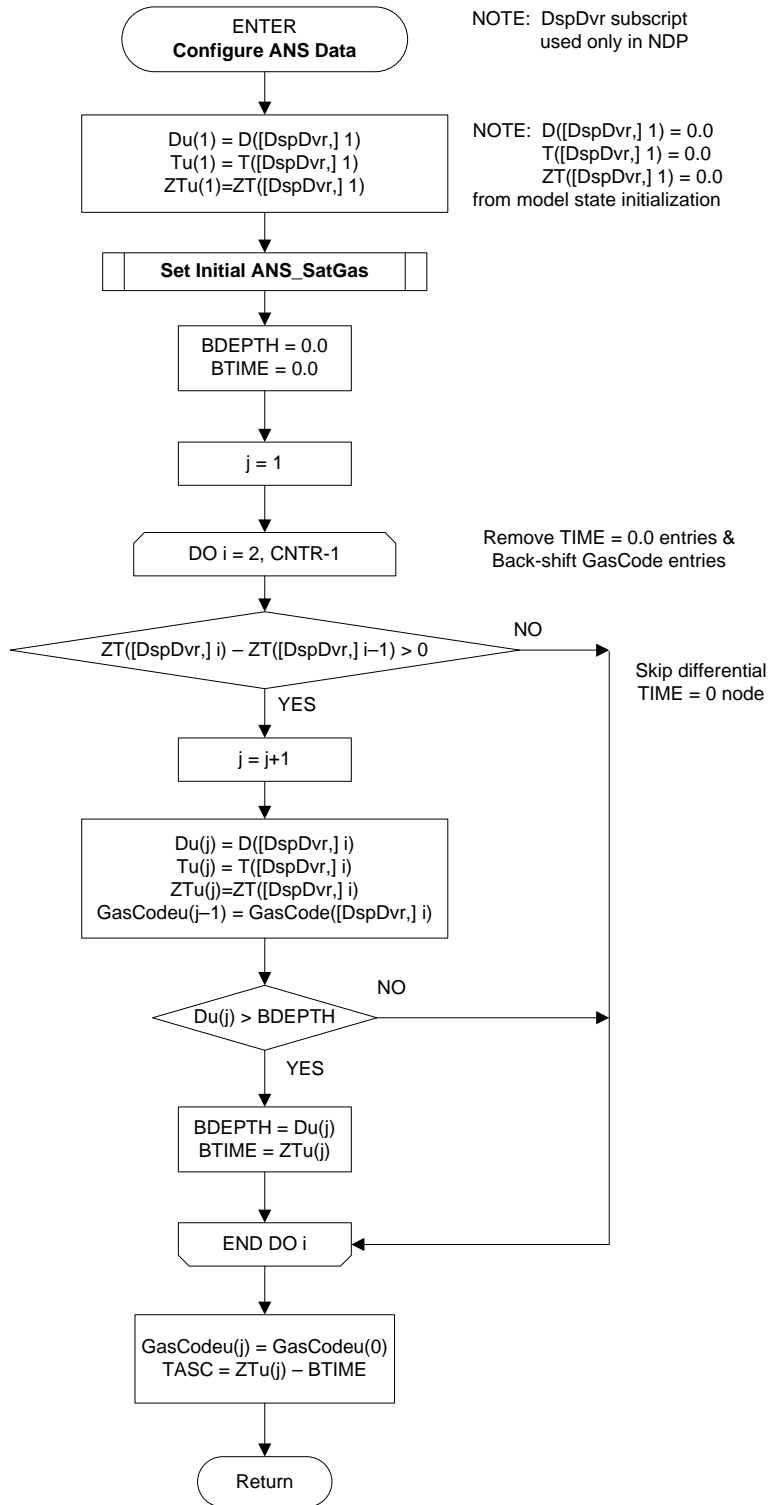 ENTER
Configure ANS Data
NOTE: DspDvr subscript
used only in NDP
Du(1) = D([DspDvr,] 1)
Tu(1) = T([DspDvr,] 1)
ZTu(1)=ZT([DspDvr,] 1)
NOTE: D([DspDvr,] 1) = 0.0
T([DspDvr,] 1) = 0.0
ZT([DspDvr,] 1) = 0.0
from model state initialization
Set Initial ANS_SatGas
BDEPTH = 0.0
BTIME = 0.0
j = 1
DO i = 2, CNTR-1
Remove TIME = 0.0 entries &
Back-shift GasCode entries
ZT([DspDvr,] i) – ZT([DspDvr,] i–1) > 0
NO
Skip differential
TIME = 0 node
YES
j = j+1
Du(j) = D([DspDvr,] i)
Tu(j) = T([DspDvr,] i)
ZTu(j)=ZT([DspDvr,] i)
GasCodeu(j–1) = GasCode([DspDvr,] i)
Du(j) > BDEPTH
NO
YES
BDEPTH = Du(j)
BTIME = ZTu(j)
END DO i
GasCodeu(j) = GasCodeu(0)
TASC = ZTu(j) – BTIME
Return